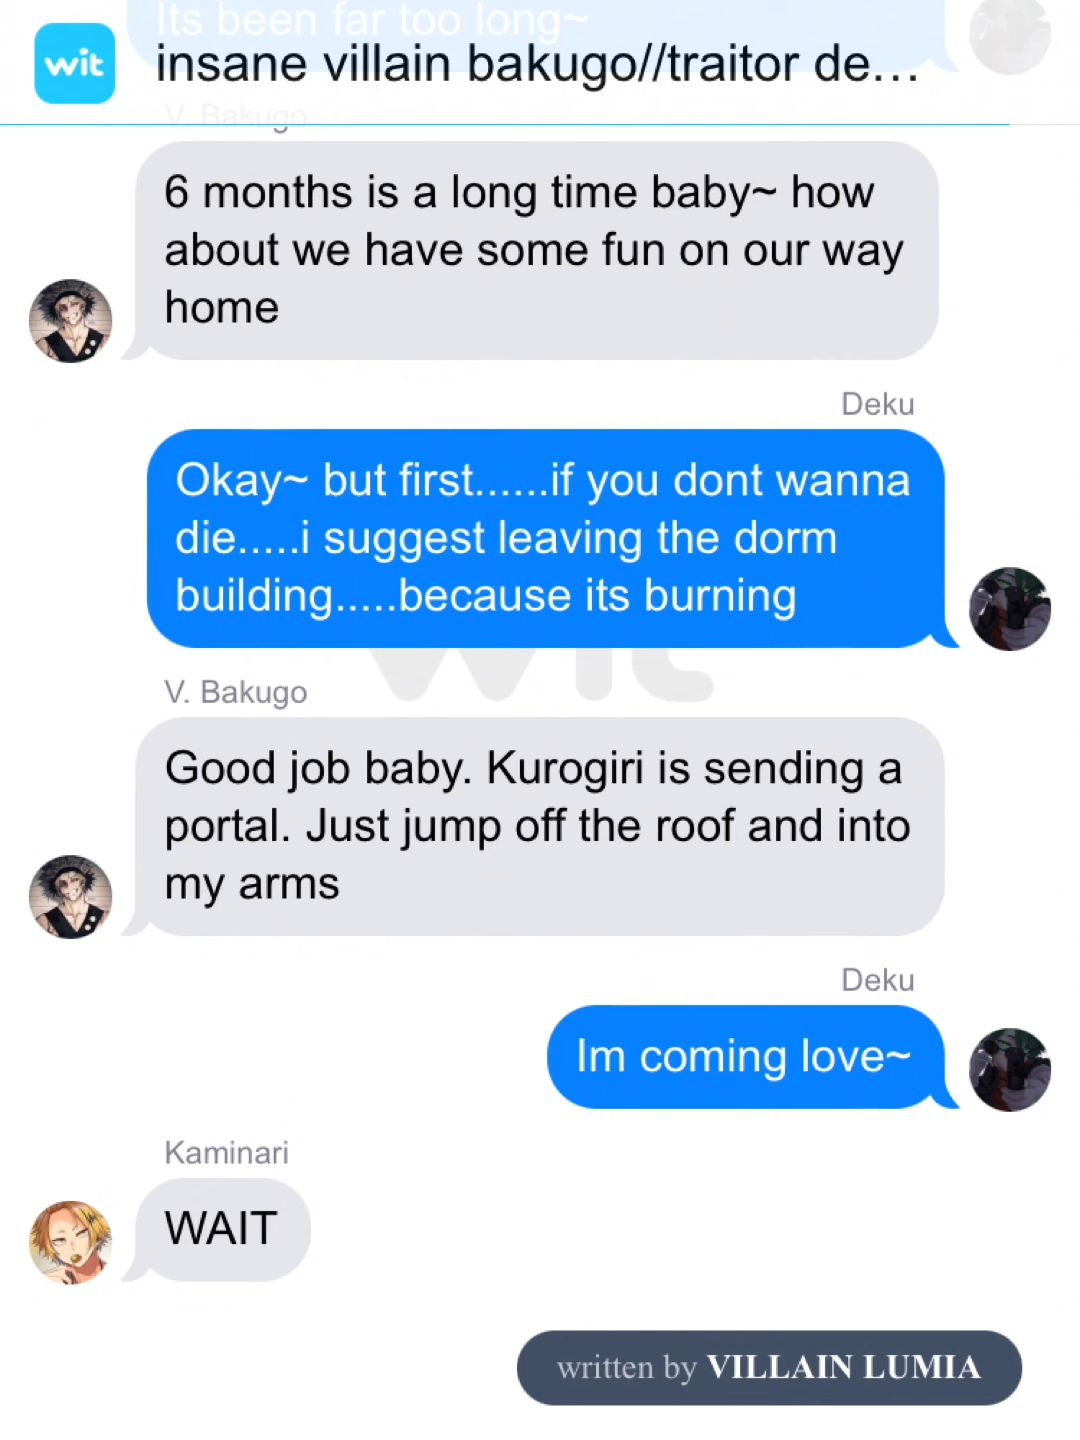 Its been far too long~
wit
insane villain bakugo//traitor de...
V. Bakugo
6 months is a long time baby~ how
about we have some fun on our way
home
Deku
Okay~ but first......if you dont wanna
die.....i suggest leaving the dorm
building.....because its burning
wit
V. Bakugo
Good job baby. Kurogiri is sending a
portal. Just jump off the roof and into
my arms
Deku
Im coming love~
Kaminari
WAIT
written by VILLAIN LUMIA